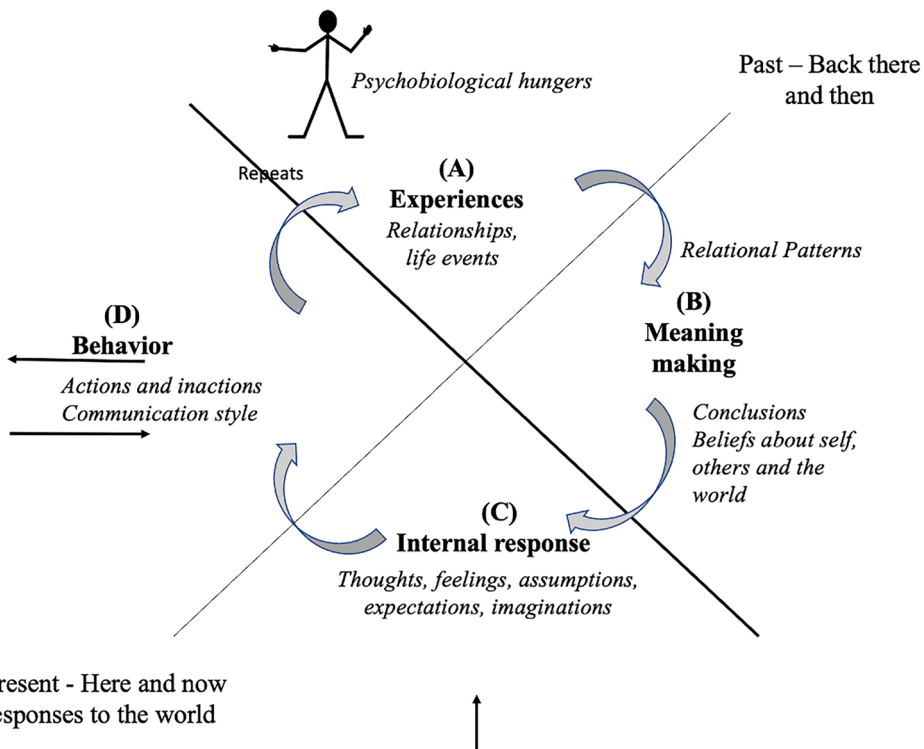 Psychobiological hungers
Past – Back there
and then
Repeats
(A)
Experiences
Relationships,
life events
Relational Patterns
(B)
Meaning
making
(D)
Behavior
Actions and inactions
Communication style
Conclusions
Beliefs about self,
others and the
world
(C)
Internal response
Thoughts, feelings, assumptions,
expectations, imaginations
resent - Here and now
esponses to the world